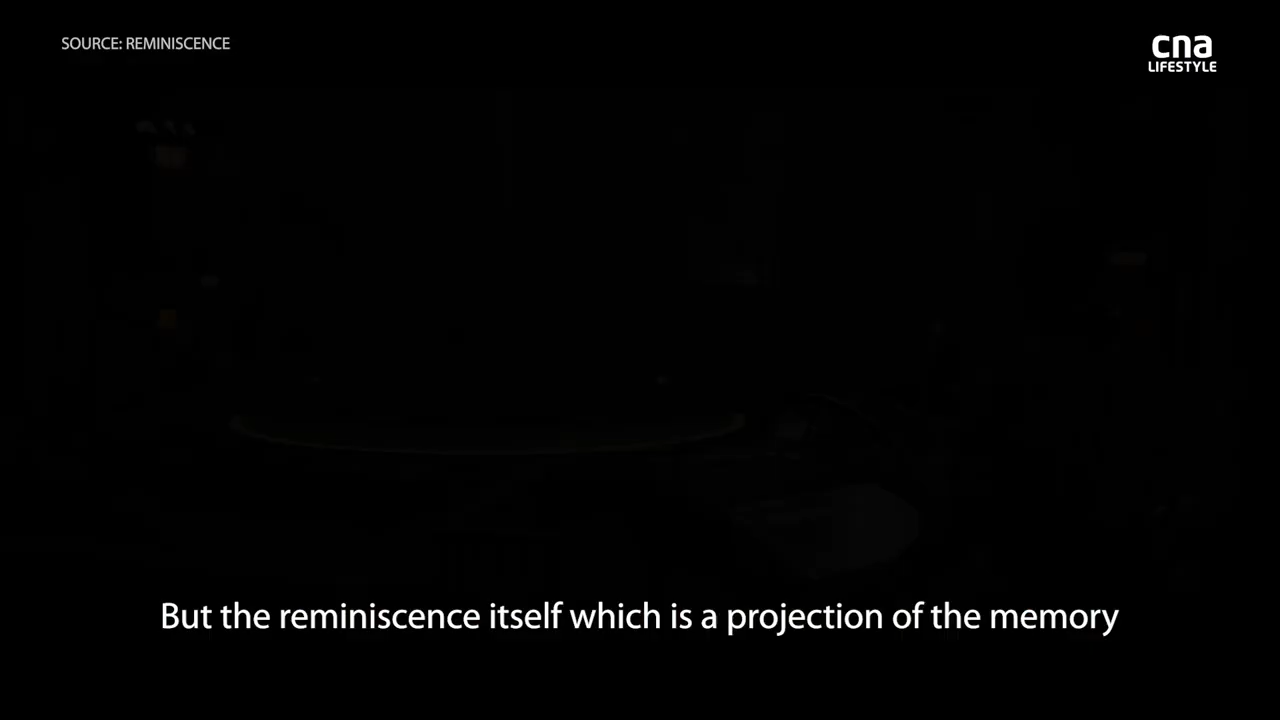 SOURCE: REMINISCENCE
cna
LIFESTYLE
But the reminiscence itself which is a projection of the memory